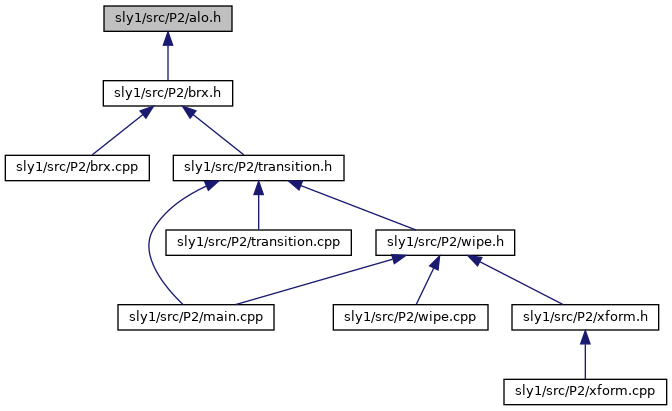 sly1/src/P2/alo.h
sly1/src/P2/brx.h
sly1/src/P2/brx.cpp
sly1/src/P2/transition.h
sly1/src/P2/transition.cpp
sly1/src/P2/wipe.h
sly1/src/P2/main.cpp
sly1/src/P2/wipe.cpp
sly1/src/P2/xform.h
sly1/src/P2/xform.cpp